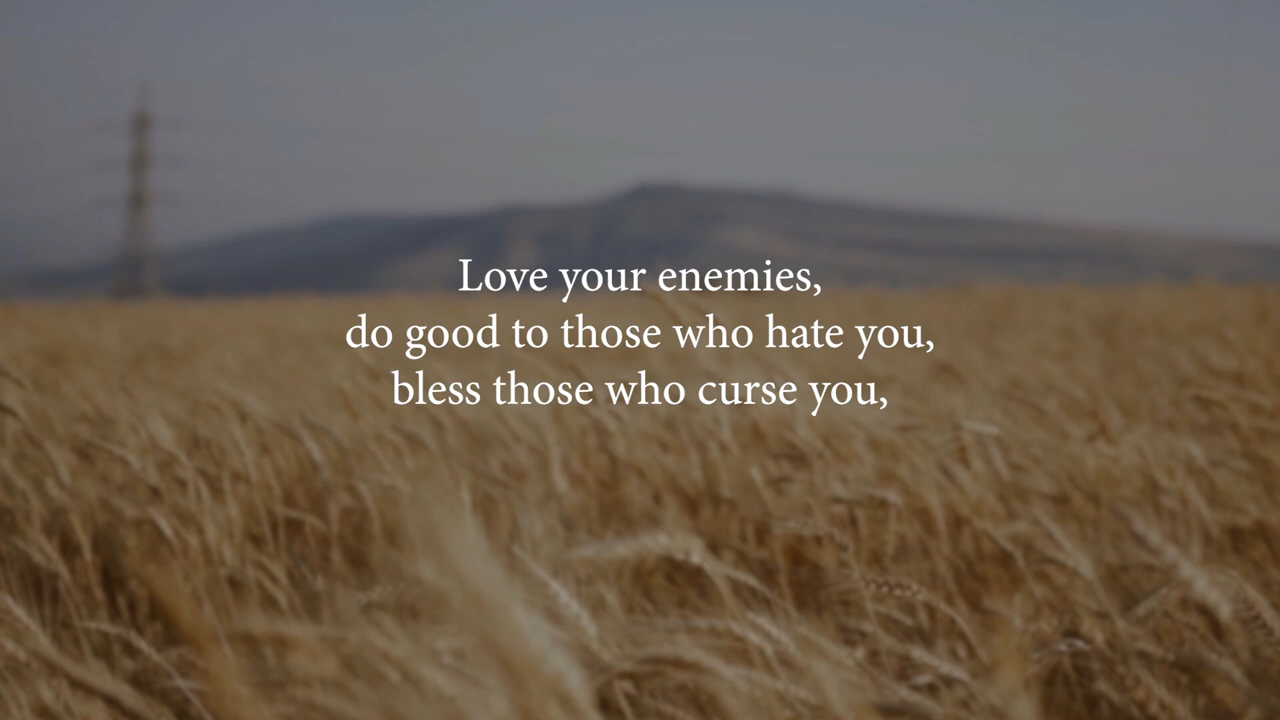 Love your enemies,
do good to those who hate you,
bless those who curse you,